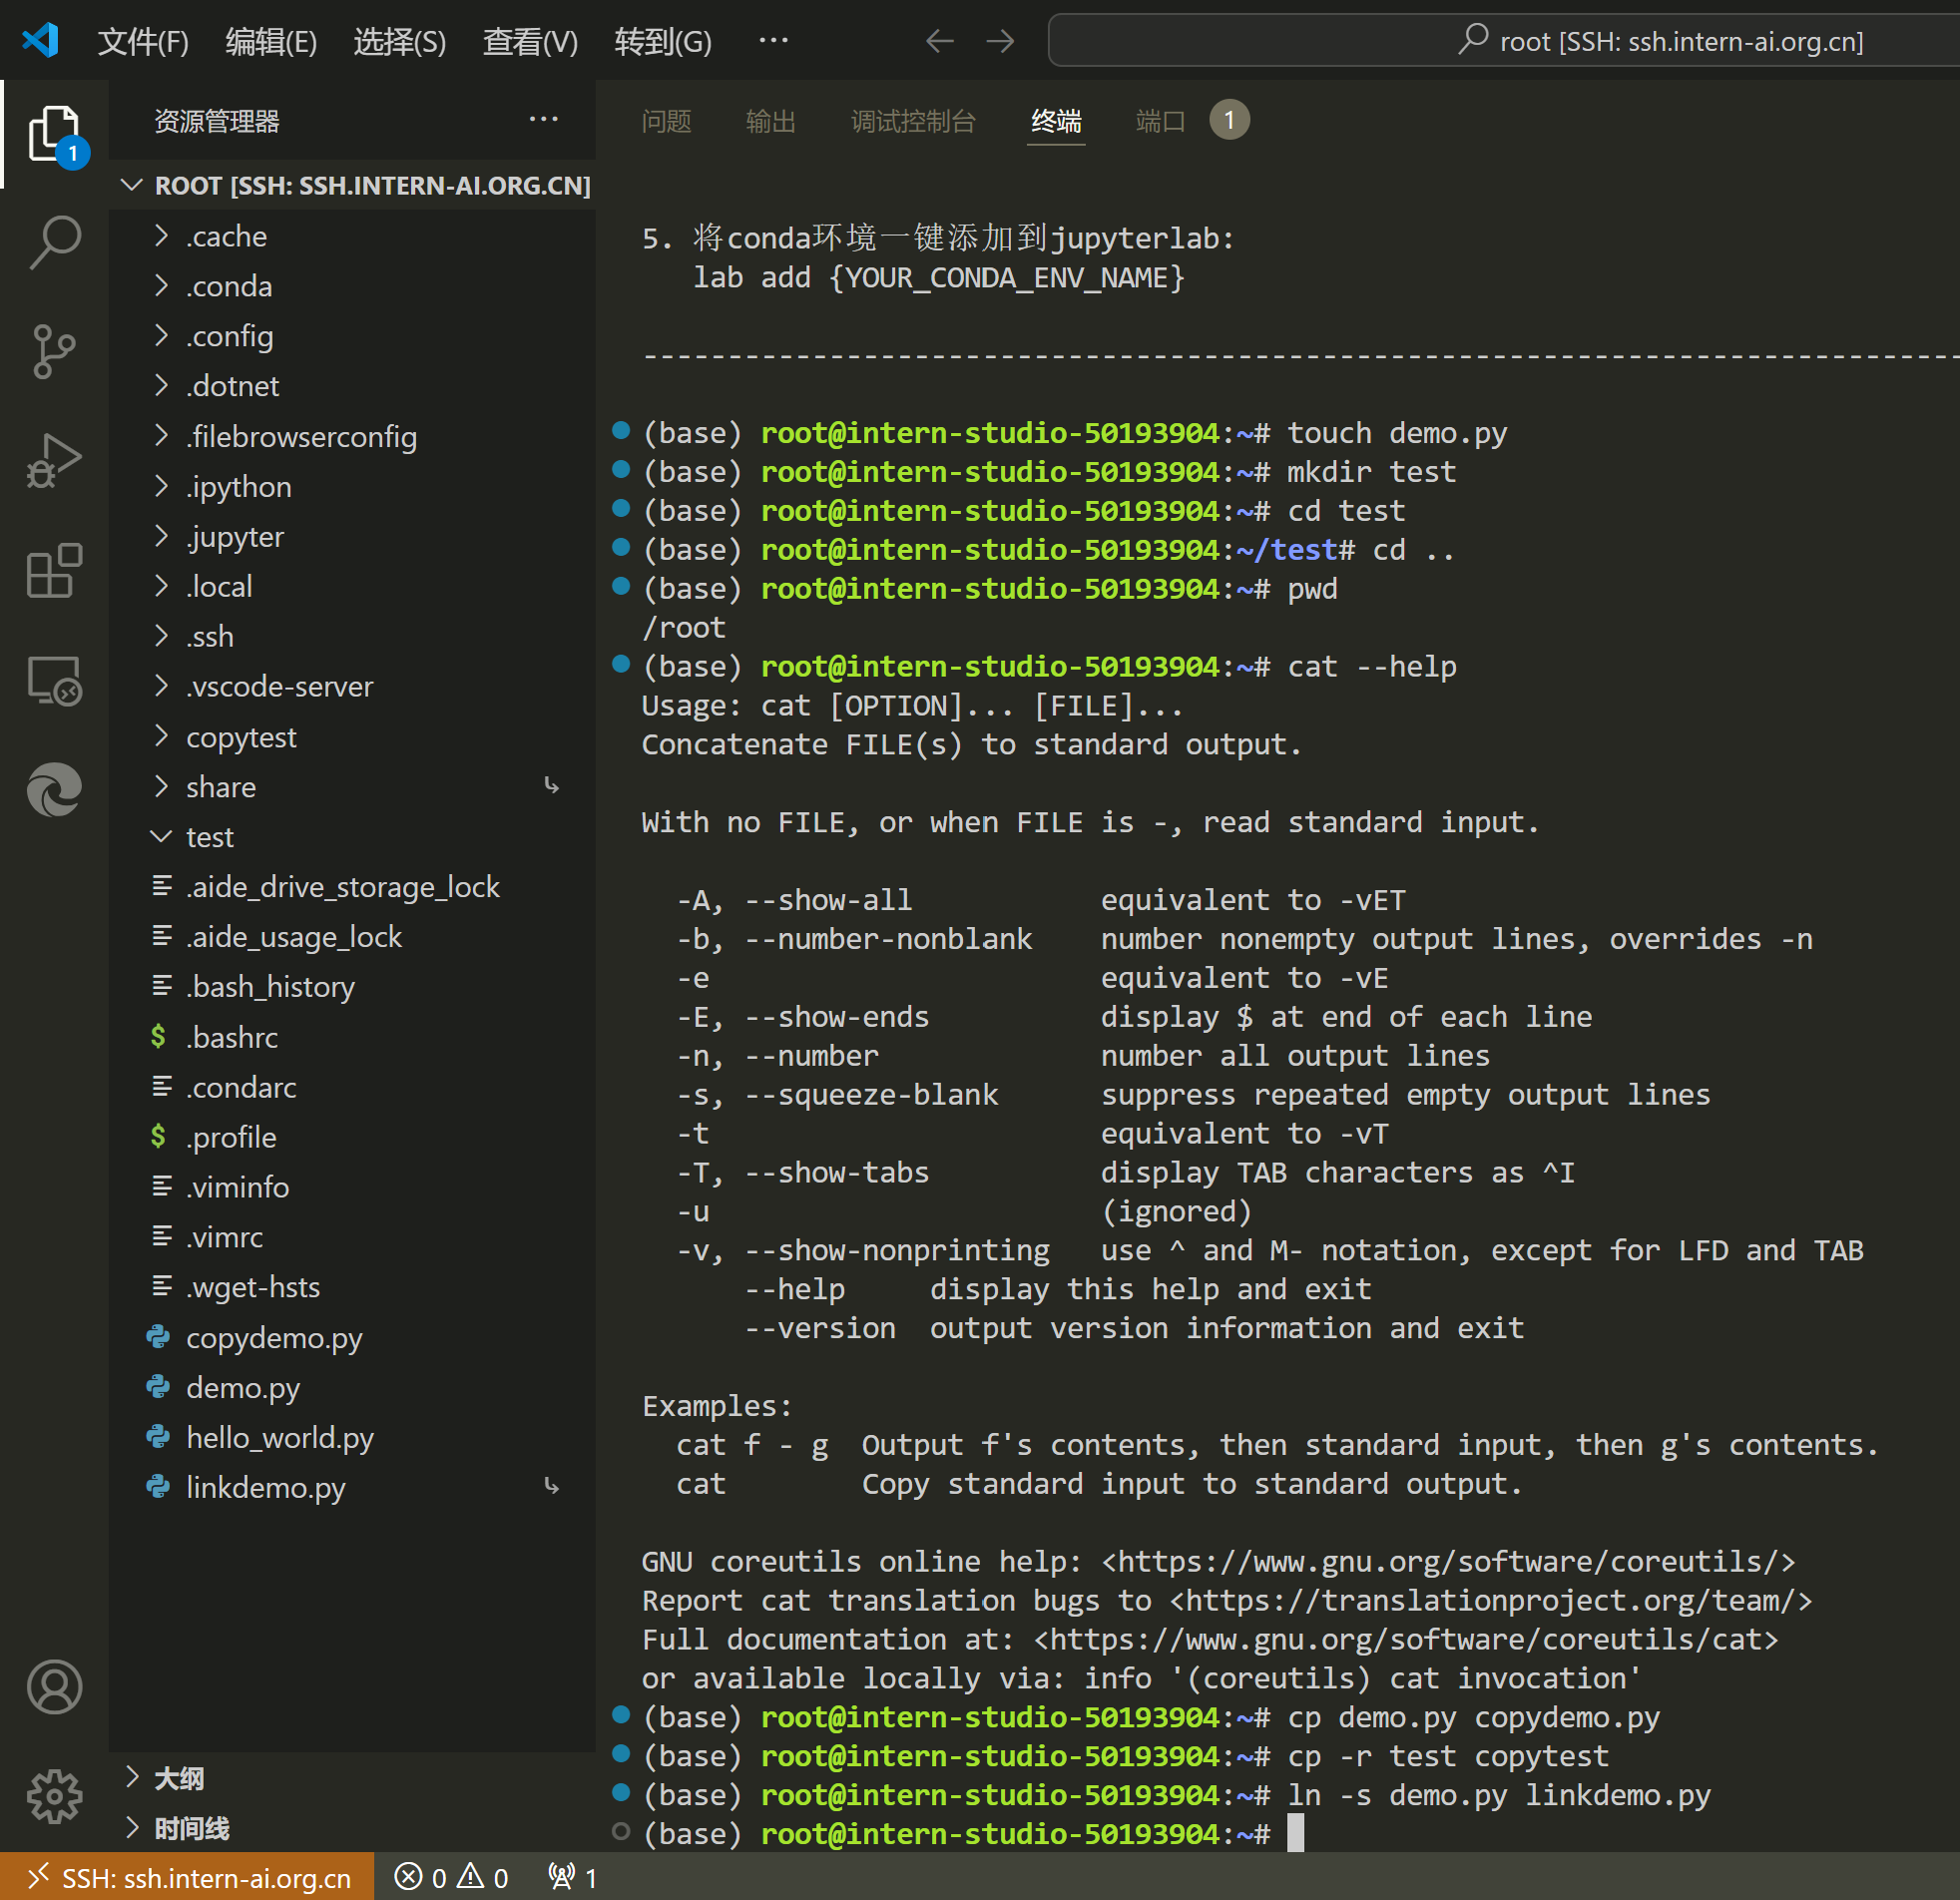 文件(F) 编辑(E) 选择(S) 查看(V) 转到(G) ··· root [SSH: ssh.intern-ai.org.cn]
资源管理器 ···
1
ROOT [SSH: SSH.INTERN-AI.ORG.CN]
.cache
.conda
.config
.dotnet
.filebrowserconfig
.ipython
.jupyter
.local
.ssh
.vscode-server
copytest
share
test
.aide_drive_storage_lock
.aide_usage_lock
.bash_history
$ .bashrc
.condarc
$ .profile
.viminfo
.vimrc
.wget-hsts
copydemo.py
demo.py
hello_world.py
linkdemo.py
大纲
时间线
问题 输出 调试控制台 终端 端口 1
5. 将conda环境一键添加到jupyterlab:
lab add {YOUR_CONDA_ENV_NAME}
------------------------------------------------------------------------------
(base) root@intern-studio-50193904:~# touch demo.py
(base) root@intern-studio-50193904:~# mkdir test
(base) root@intern-studio-50193904:~# cd test
(base) root@intern-studio-50193904:~/test# cd ..
(base) root@intern-studio-50193904:~# pwd
/root
(base) root@intern-studio-50193904:~# cat --help
Usage: cat [OPTION]... [FILE]...
Concatenate FILE(s) to standard output.
With no FILE, or when FILE is -, read standard input.
-A, --show-all equivalent to -vET
-b, --number-nonblank number nonempty output lines, overrides -n
-e equivalent to -vE
-E, --show-ends display $ at end of each line
-n, --number number all output lines
-s, --squeeze-blank suppress repeated empty output lines
-t equivalent to -vT
-T, --show-tabs display TAB characters as ^I
-u (ignored)
-v, --show-nonprinting use ^ and M- notation, except for LFD and TAB
--help display this help and exit
--version output version information and exit
Examples:
cat f - g Output f's contents, then standard input, then g's contents.
cat Copy standard input to standard output.
GNU coreutils online help: <https://www.gnu.org/software/coreutils/>
Report cat translation bugs to <https://translationproject.org/team/>
Full documentation at: <https://www.gnu.org/software/coreutils/cat>
or available locally via: info '(coreutils) cat invocation'
(base) root@intern-studio-50193904:~# cp demo.py copydemo.py
(base) root@intern-studio-50193904:~# cp -r test copytest
(base) root@intern-studio-50193904:~# ln -s demo.py linkdemo.py
(base) root@intern-studio-50193904:~#
SSH: ssh.intern-ai.org.cn 0 0 1